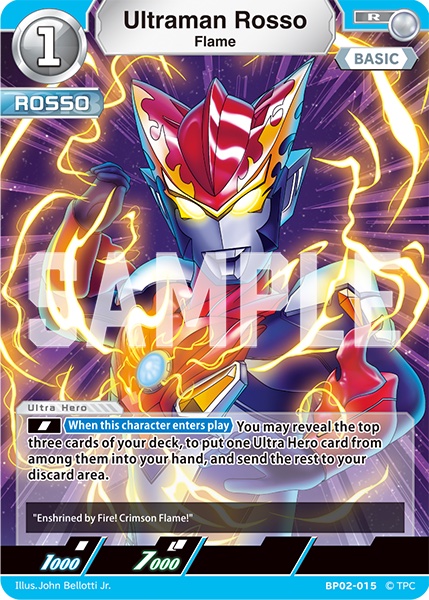 Ultraman Rosso
Flame
1
R
BASIC
ROSSO
SAMPLE
Ultra Hero
When this character enters play You may reveal the top
three cards of your deck, to put one Ultra Hero card from
among them into your hand, and send the rest to your
discard area.
"Enshrined by Fire! Crimson Flame!"
1000 7000
Illus.John Bellotti Jr. BP02-015 © TPC